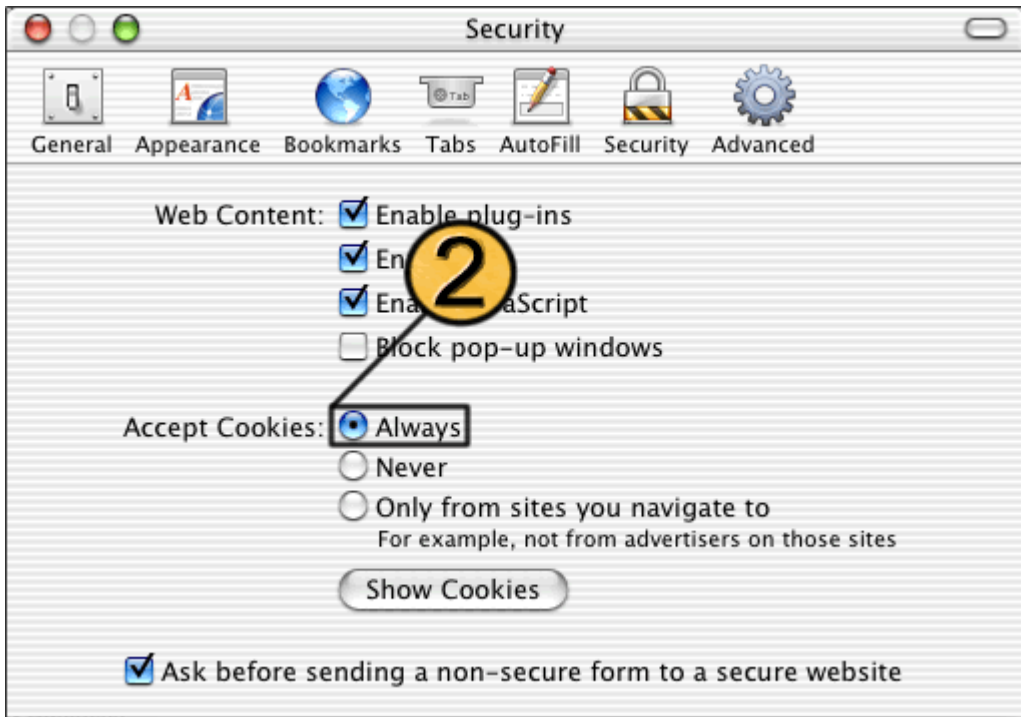 Security
Tab
General Appearance Bookmarks Tabs AutoFill Security Advanced
Web Content: Enable plug-ins
2
Block pop-up windows
Accept Cookies: Always
Never
Only from sites you navigate to
For example, not from advertisers on those sites
Show Cookies
Ask before sending a non-secure form to a secure website